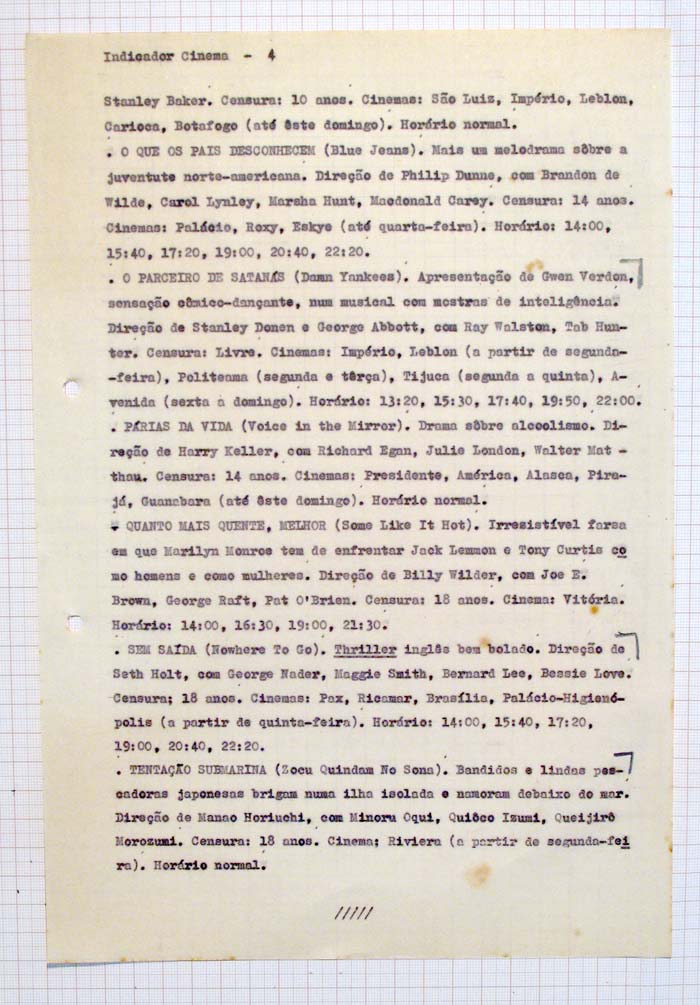 Indicador Cinema - 4
Stanley Baker. Censura: 10 anos. Cinemas: São Luiz, Império, Leblon,
Carioca, Botafogo (até êste domingo). Horário normal.
. O QUE OS PAIS DESCONHECEM (Blue Jeans). Mais um melodrama sôbre a
juventute norte-americana. Direção de Philip Dunne, com Brandon de
Wilde, Carol Lynley, Marsha Hunt, Macdonald Carey. Censura: 14 anos.
Cinemas: Palácio, Roxy, Eskye (até quarta-feira). Horário: 14:00,
15:40, 17:20, 19:00, 20:40, 22:20.
. O PARCEIRO DE SATANÁS (Damn Yankees). Apresentação de Gwen Verdon,
sensação cômico-dançante, num musical com mostras de inteligência.
Direção de Stanley Donen e George Abbott, com Ray Walston, Tab Hun-
ter. Censura: Livre. Cinemas: Império, Leblon (a partir de segunda-
-feira), Politeama (segunda e têrça), Tijuca (segunda a quinta), A-
venida (sexta a domingo). Horário: 13:20, 15:30, 17:40, 19:50, 22:00.
. PÁRIAS DA VIDA (Voice in the Mirror). Drama sôbre alcoolismo. Di-
reção de Harry Keller, com Richard Egan, Julie London, Walter Mat -
thau. Censura: 14 anos. Cinemas: Presidente, América, Alasca, Pira-
já, Guanabara (até êste domingo). Horário normal.
. QUANTO MAIS QUENTE, MELHOR (Some Like It Hot). Irresistível farsa
em que Marilyn Monroe tem de enfrentar Jack Lemmon e Tony Curtis co
mo homens e como mulheres. Direção de Billy Wilder, com Joe E.
Brown, George Raft, Pat O'Brien. Censura: 18 anos. Cinema: Vitória.
Horário: 14:00, 16:30, 19:00, 21:30.
. SEM SAÍDA (Nowhere To Go). Thriller inglês bem bolado. Direção de
Seth Holt, com George Nader, Maggie Smith, Bernard Lee, Bessie Love.
Censura; 18 anos. Cinemas: Pax, Ricamar, Brasília, Palácio-Higienó-
polis (a partir de quinta-feira). Horário: 14:00, 15:40, 17:20,
19:00, 20:40, 22:20.
. TENTAÇÃO SUBMARINA (Zocu Quindam No Sona). Bandidos e lindas pes-
cadoras japonesas brigam numa ilha isolada e namoram debaixo do mar.
Direção de Manao Horiuchi, com Minoru Oqui, Quiôco Izumi, Queijirô
Morozumi. Censura: 18 anos. Cinema; Riviera (a partir de segunda-fei
ra). Horário normal.
/////